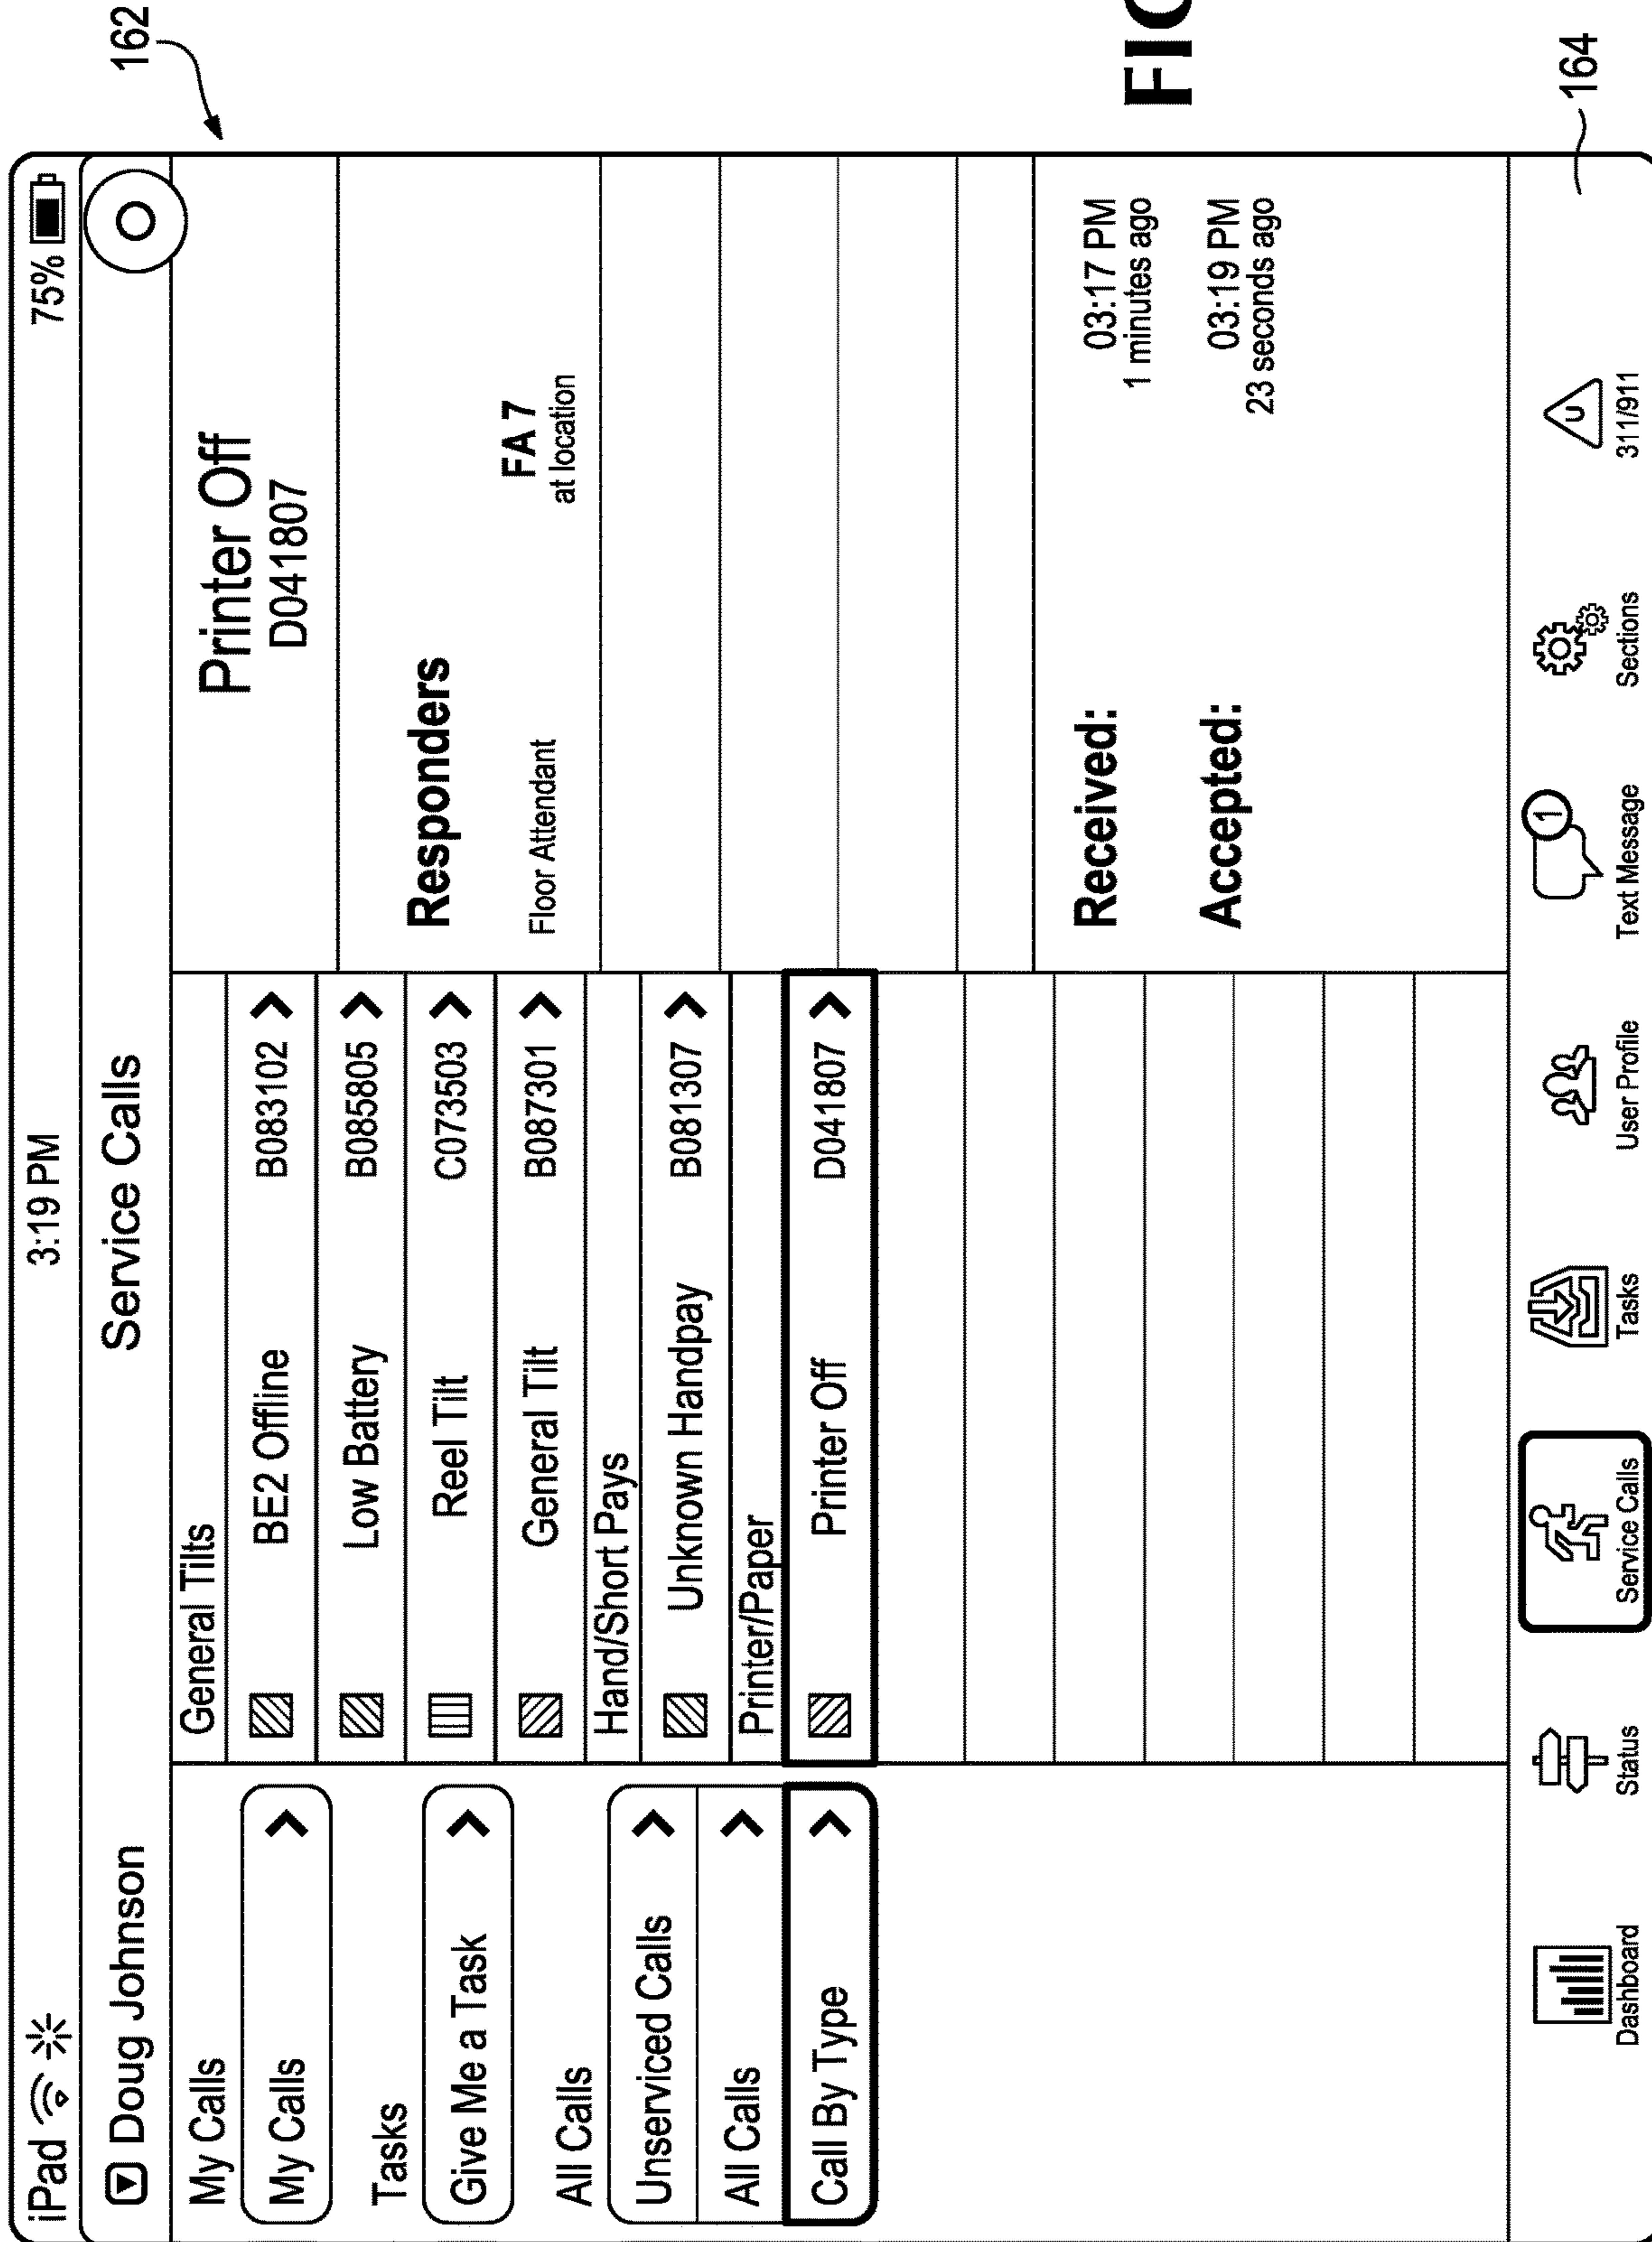 iPad 3:19 PM 75%
Doug Johnson Service Calls
162
My Calls
My Calls
Tasks
Give Me a Task
All Calls
Unserviced Calls
All Calls
Call By Type
General Tilts
BE2 Offline B083102
Low Battery B085805
Reel Tilt C073503
General Tilt B087301
Hand/Short Pays
Unknown Handpay B081307
Printer/Paper
Printer Off D041807
Printer Off
D041807
Responders
Floor Attendant FA 7
at location
Received: 03:17 PM
1 minutes ago
Accepted: 03:19 PM
23 seconds ago
Dashboard
Status
Service Calls
Tasks
User Profile
1
Text Message
Sections
U
311/911
164